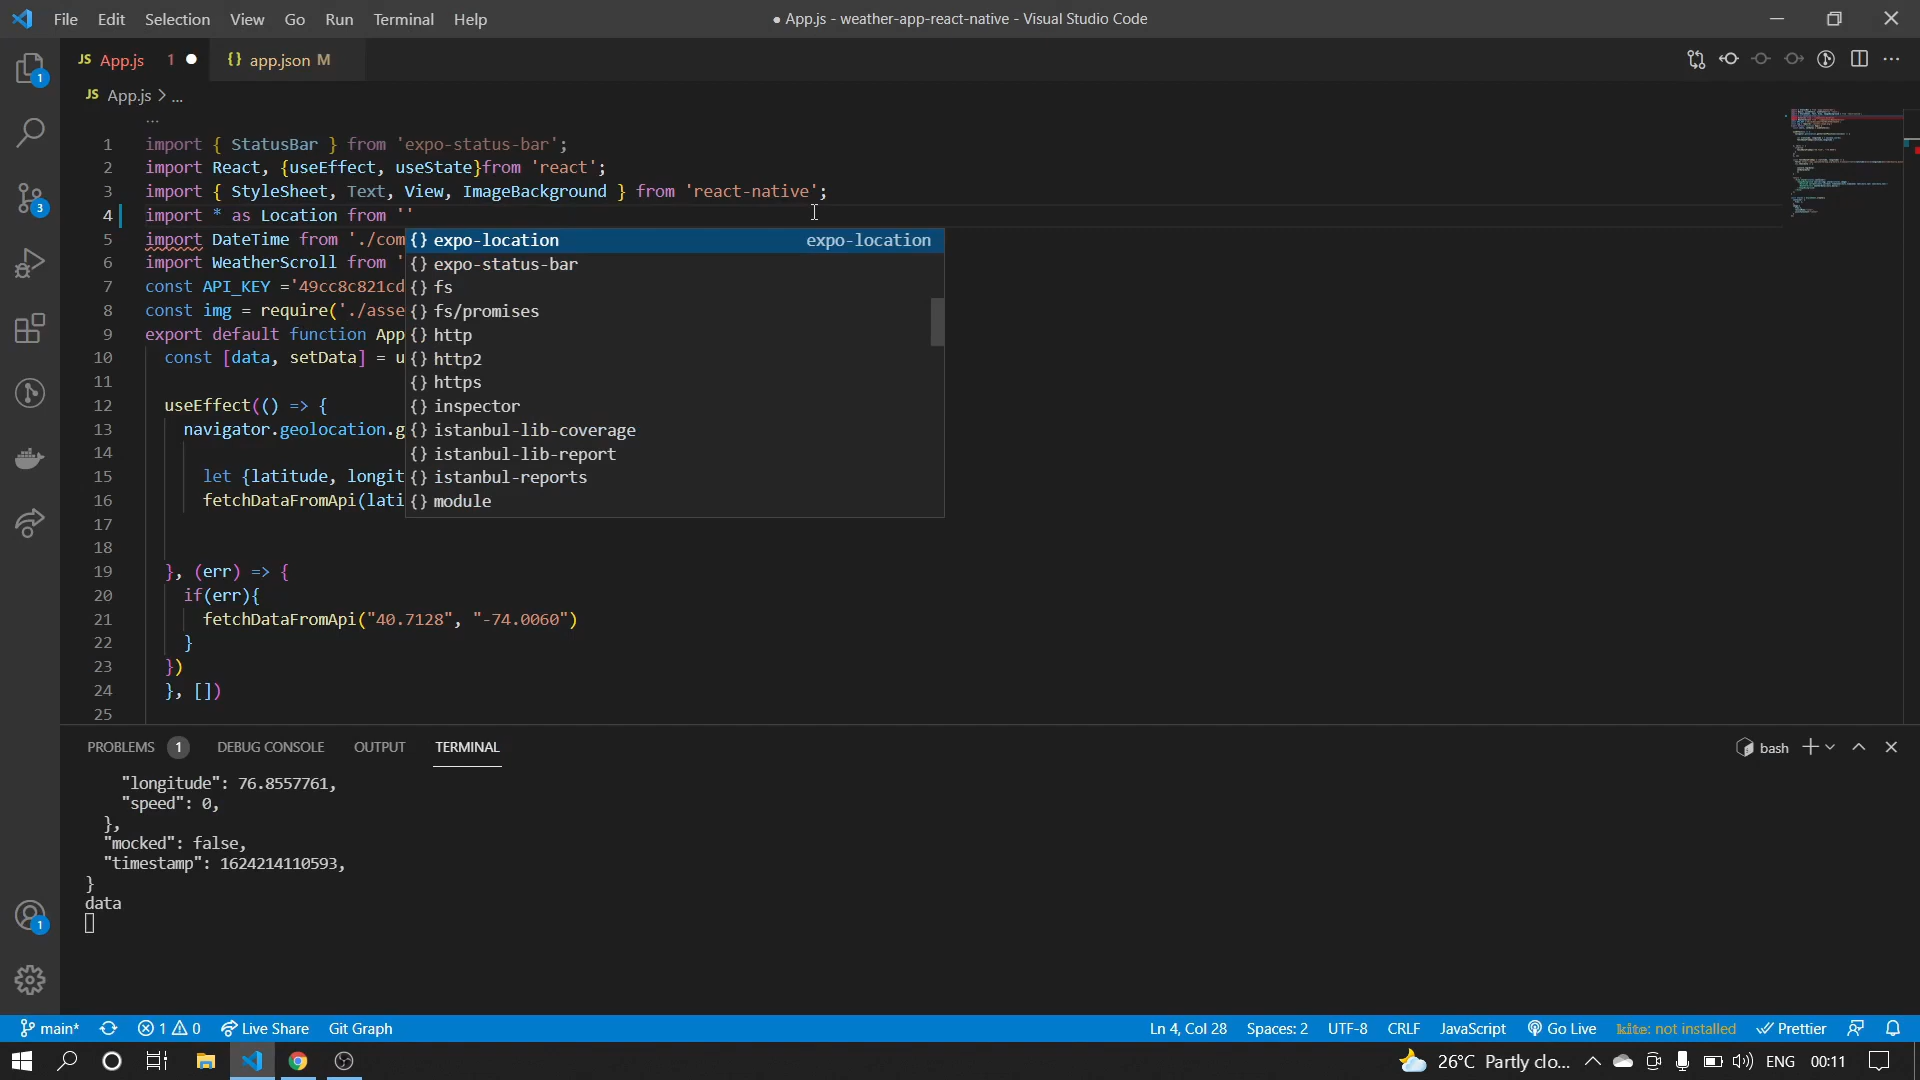 File Edit Selection View Go Run Terminal Help
● App.js - weather-app-react-native - Visual Studio Code
JS App.js 1 ●
{} app.json M
JS App.js > ...
...
1 import { StatusBar } from 'expo-status-bar';
2 import React, {useEffect, useState}from 'react';
3 import { StyleSheet, Text, View, ImageBackground } from 'react-native';
4 import * as Location from ''
5 import DateTime from './com
6 import WeatherScroll from '
7 const API_KEY ='49cc8c821cd
8 const img = require('./asse
9 export default function App
10 const [data, setData] = u
11
12 useEffect(() => {
13 navigator.geolocation.g
14
15 let {latitude, longit
16 fetchDataFromApi(lati
17
18
19 }, (err) => {
20 if(err){
21 fetchDataFromApi("40.7128", "-74.0060")
22 }
23 })
24 }, [])
25
{} expo-location expo-location
{} expo-status-bar
{} fs
{} fs/promises
{} http
{} http2
{} https
{} inspector
{} istanbul-lib-coverage
{} istanbul-lib-report
{} istanbul-reports
{} module
1
3
1
PROBLEMS 1 DEBUG CONSOLE OUTPUT TERMINAL
bash
"longitude": 76.8557761,
"speed": 0,
},
"mocked": false,
"timestamp": 1624214110593,
}
data
main* 1 0 Live Share Git Graph
Ln 4, Col 28 Spaces: 2 UTF-8 CRLF JavaScript Go Live kite: not installed Prettier
26°C Partly clo... ENG 00:11